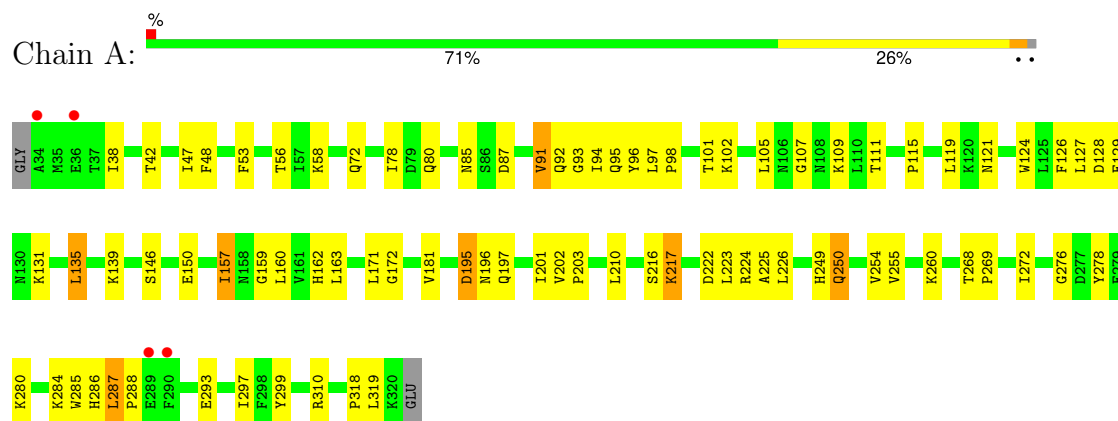 %
Chain A:
71% 26% • •
GLY A34 M35 E36 T37 I38 T42 I47 F48 F53 T56 I57 K58 Q72 I78 D79 Q80 N85 S86 D87 V91 Q92 G93 I94 Q95 Y96 L97 P98 T101 K102 L105 N106 G107 N108 K109 L110 T111 P115 L119 K120 N121 W124 L125 F126 L127 D128
N130 K131 L135 K139 S146 E150 I157 N158 G159 L160 V161 H162 L163 L171 G172 V181 D195 N196 Q197 I201 V202 P203 L210 S216 K217 D222 L223 R224 A225 L226 H249 Q250 V254 V255 K260 T268 P269 I272 G276 D277 Y278
K280 K284 W285 H286 L287 P288 E289 F290 E293 I297 F298 Y299 R310 P318 L319 K320 GLU